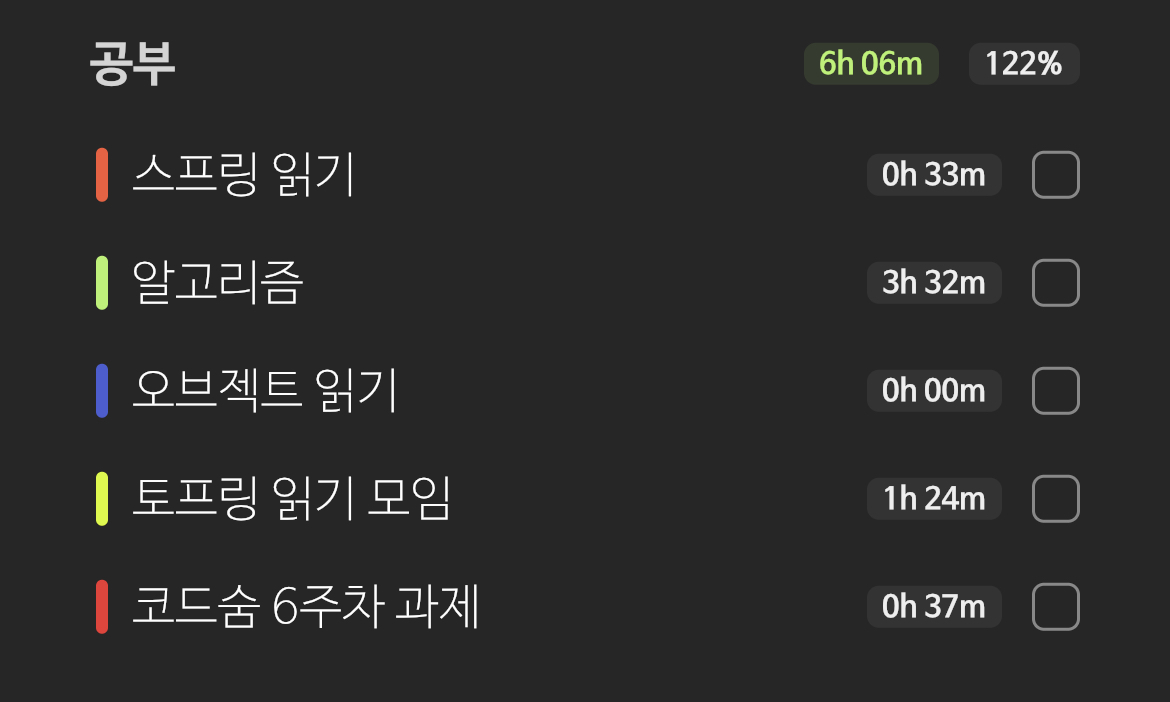 공부 6h 06m 122%
스프링 읽기 0h 33m
알고리즘 3h 32m
오브젝트 읽기 0h 00m
토프링 읽기 모임 1h 24m
코드숨 6주차 과제 0h 37m